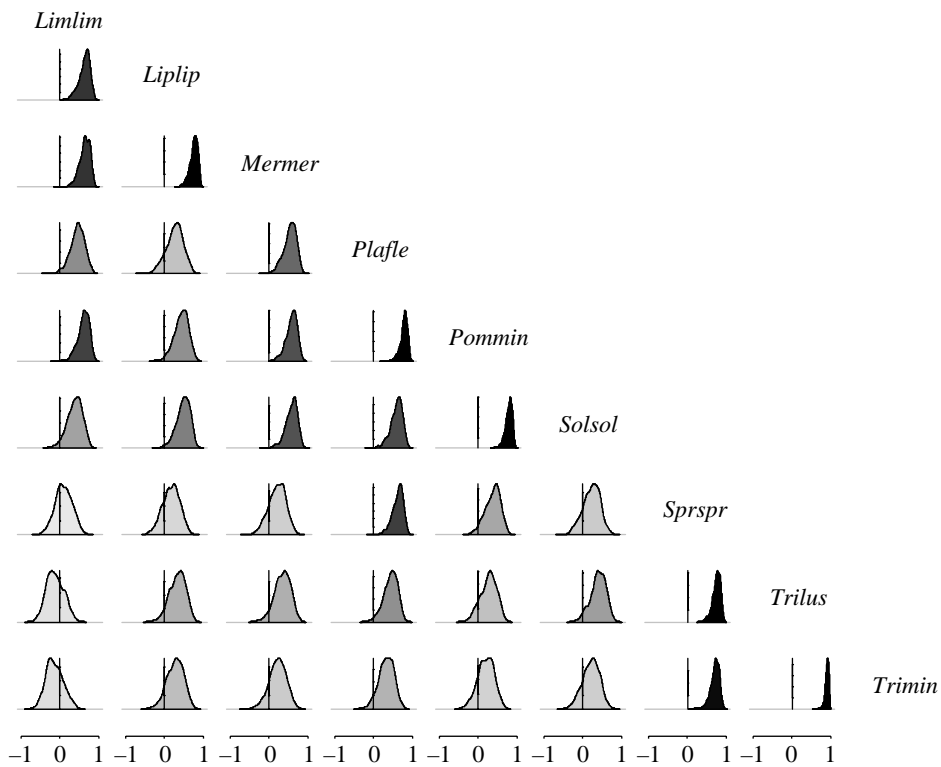 Limlim
Liplip
Mermer
Plafle
Pommin
Solsol
Sprspr
Trilus
Trimin
−1 0 1 −1 0 1 −1 0 1 −1 0 1 −1 0 1 −1 0 1 −1 0 1 −1 0 1